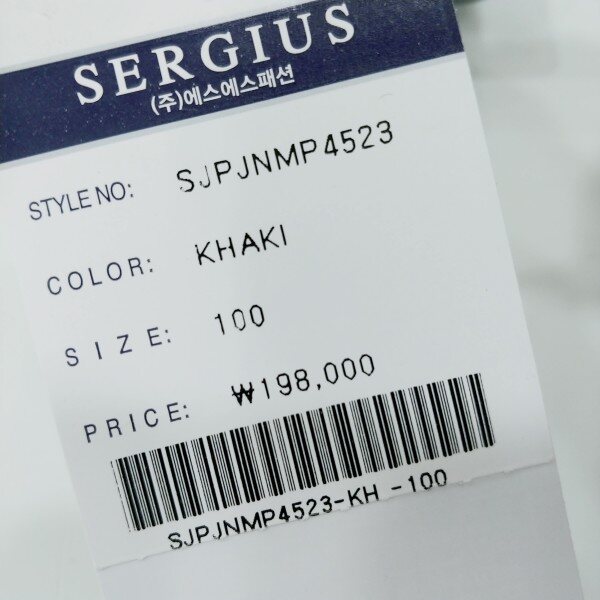 SERGIUS
(주)에스에스패션
STYLE NO: SJPJNMP4523
COLOR: KHAKI
SIZE: 100
PRICE: ₩198,000
SJPJNMP4523-KH -100